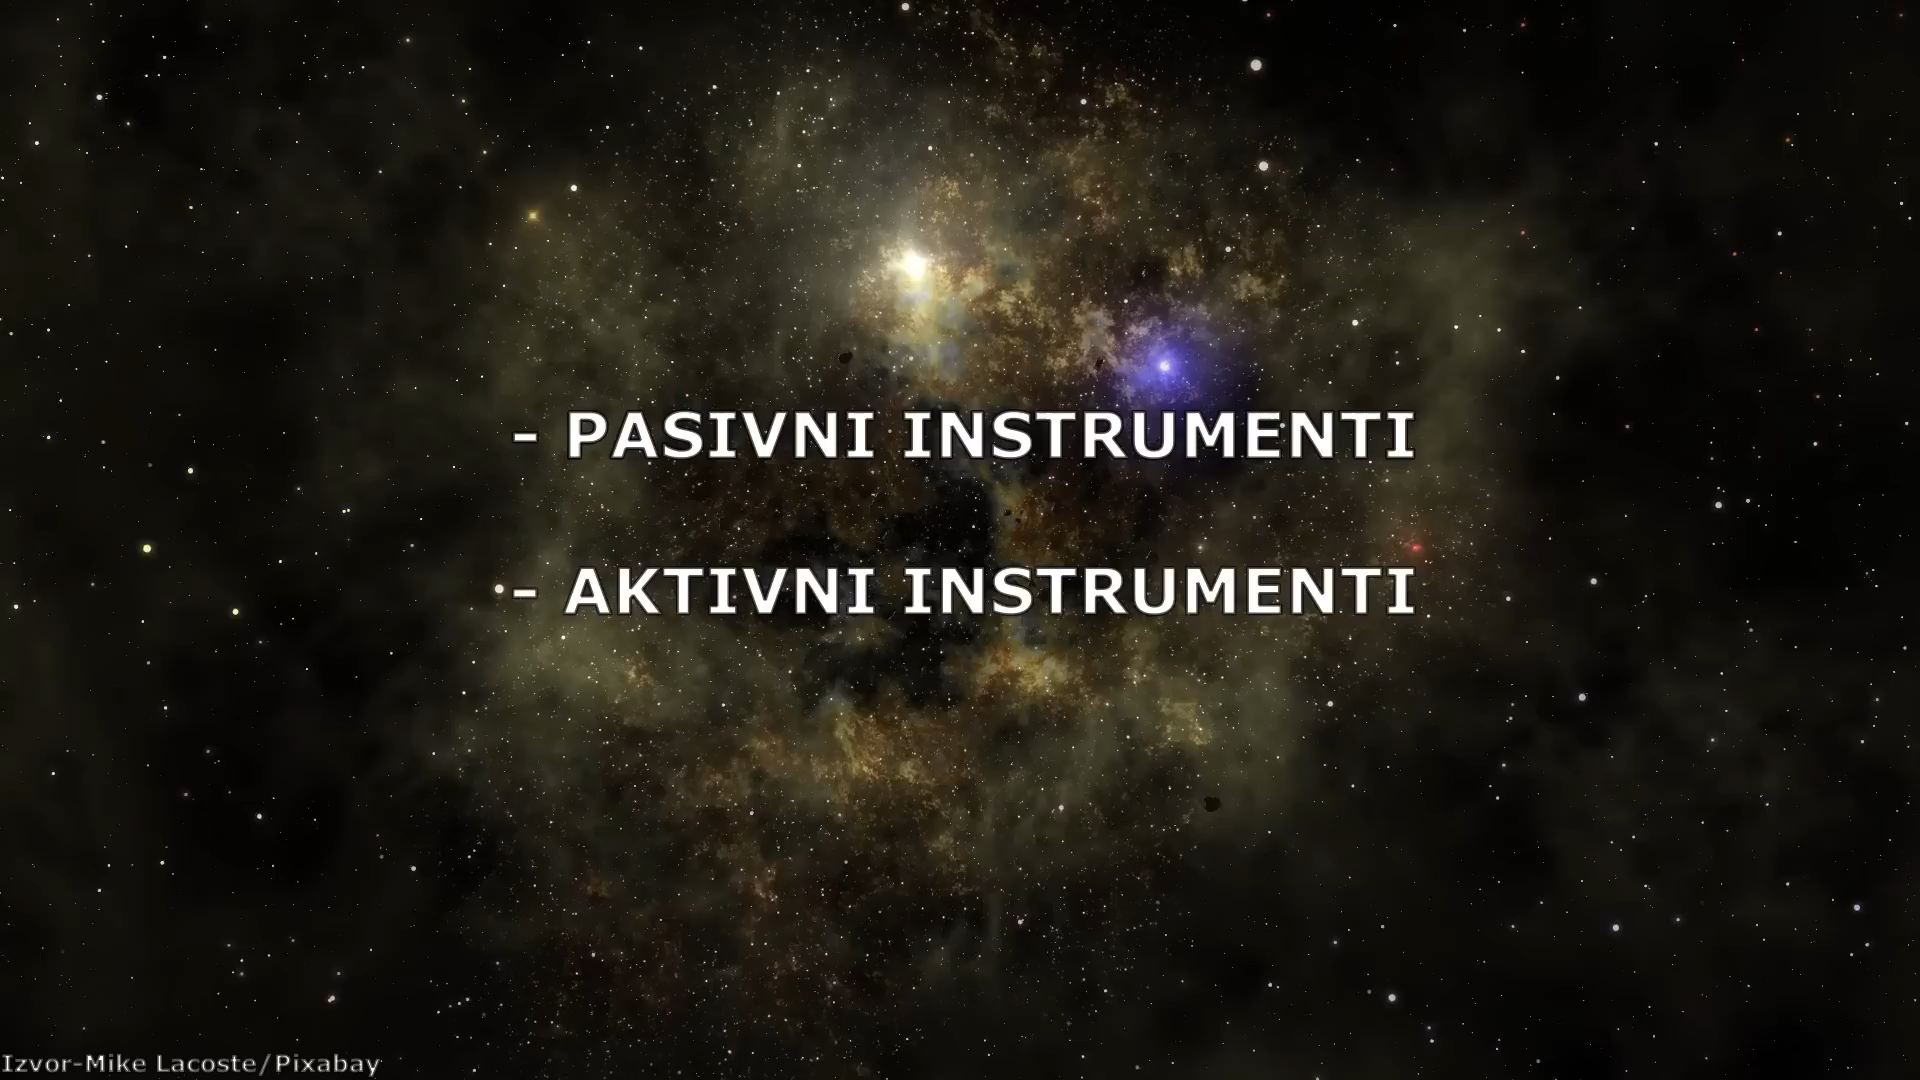 - PASIVNI INSTRUMENTI
- AKTIVNI INSTRUMENTI
Izvor-Mike Lacoste/Pixabay